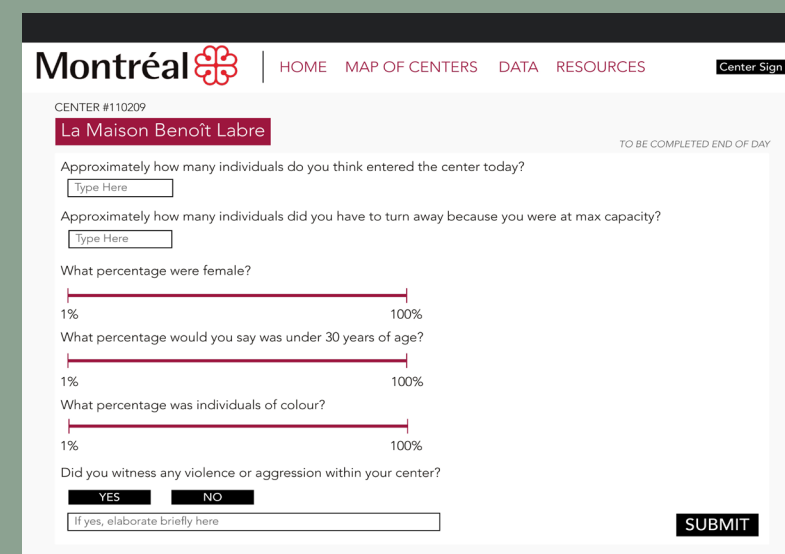 Montréal
HOME MAP OF CENTERS DATA RESOURCES
Center Sign
CENTER #110209
La Maison Benoît Labre
TO BE COMPLETED END OF DAY
Approximately how many individuals do you think entered the center today?
Type Here
Approximately how many individuals did you have to turn away because you were at max capacity?
Type Here
What percentage were female?
1% 100%
What percentage would you say was under 30 years of age?
1% 100%
What percentage was individuals of colour?
1% 100%
Did you witness any violence or aggression within your center?
YES NO
If yes, elaborate briefly here
SUBMIT